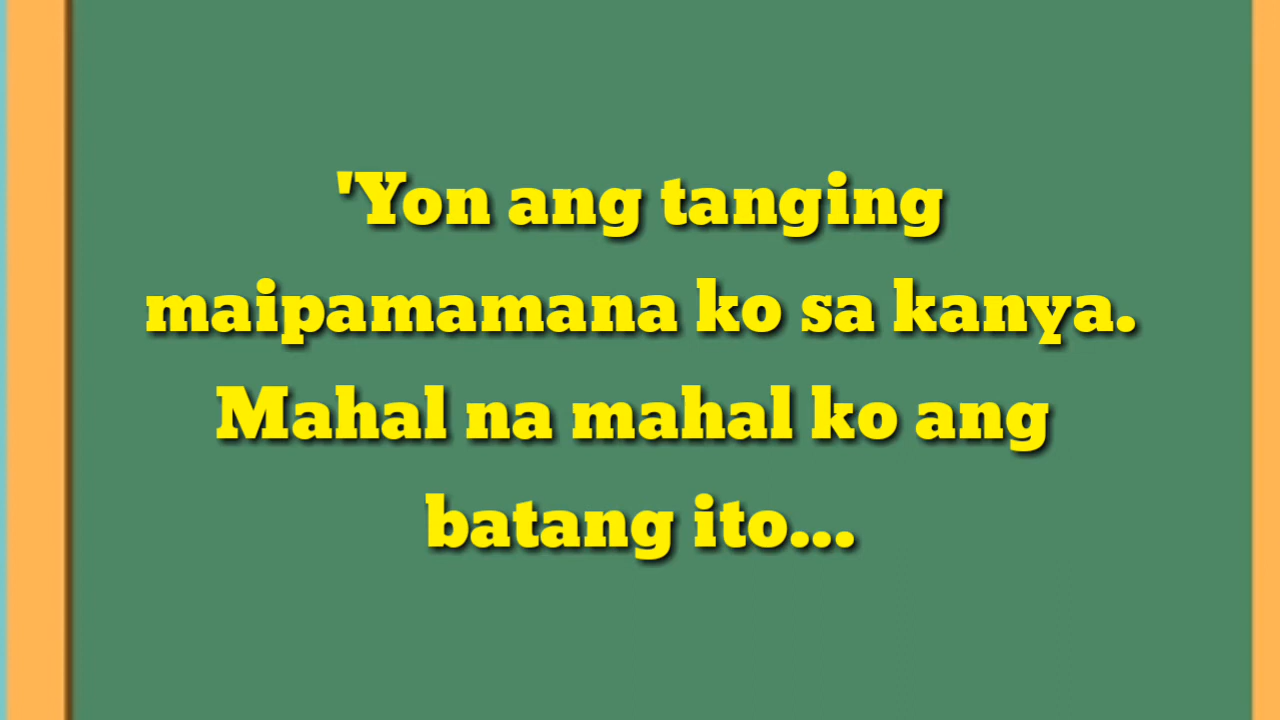 'Yon ang tanging
maipamamana ko sa kanya.
Mahal na mahal ko ang
batang ito...